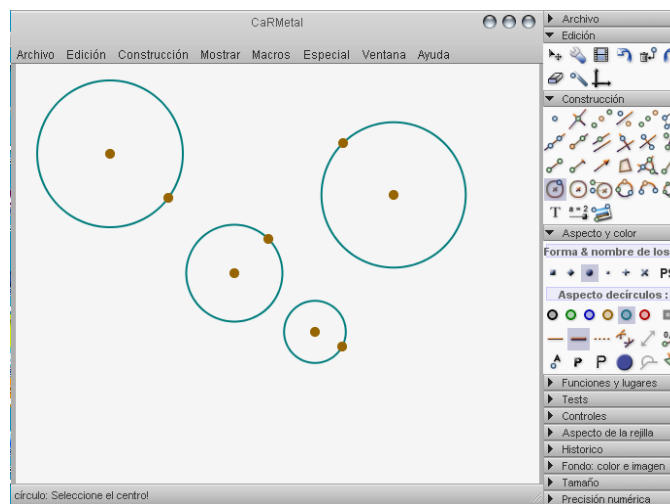 CaRMetal
Archivo Edición Construcción Mostrar Macros Especial Ventana Ayuda
círculo: Seleccione el centro!
Archivo
Edición
Construcción
T a = 2
Aspecto y color
Forma & nombre de los
Aspecto decírculos :
A P P
Funciones y lugares
Tests
Controles
Aspecto de la rejilla
Historico
Fondo: color e imagen
Tamaño
Precisión numérica